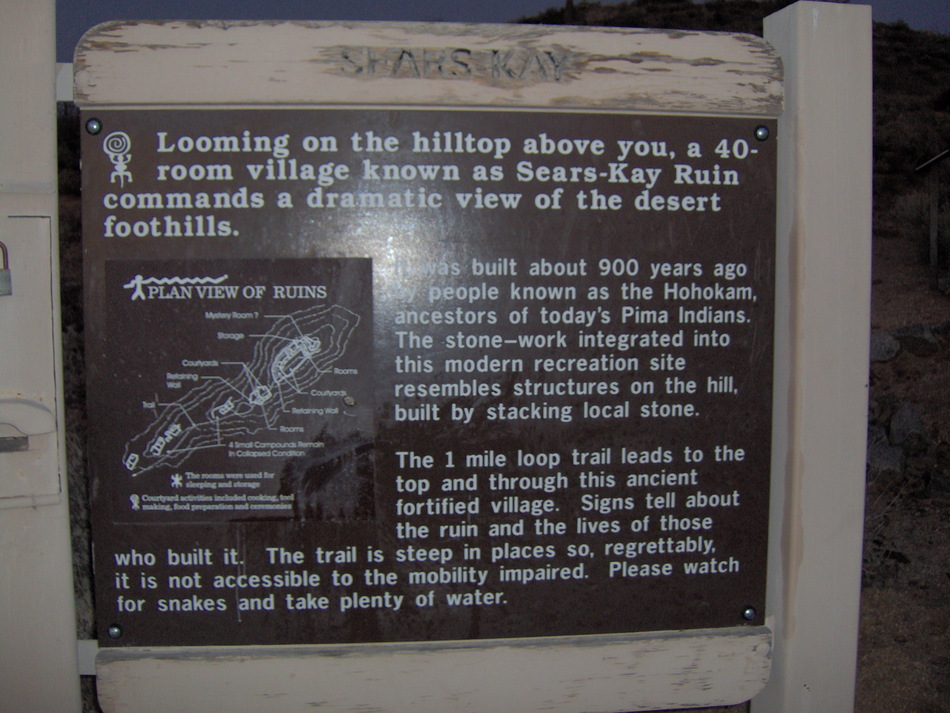 SEARS KAY
Looming on the hilltop above you, a 40-
room village known as Sears-Kay Ruin
commands a dramatic view of the desert
foothills.
PLAN VIEW OF RUINS
Mystery Room ?
Storage
Courtyards
Retaining
Wall
Trail
Rooms
Courtyards
Retaining Wall
Rooms
4 Small Compounds Remain
In Collapsed Condition
The rooms were used for
sleeping and storage
Courtyard activities included cooking, tool
making, food preparation and ceremonies
It was built about 900 years ago
by people known as the Hohokam,
ancestors of today's Pima Indians.
The stone-work integrated into
this modern recreation site
resembles structures on the hill,
built by stacking local stone.
The 1 mile loop trail leads to the
top and through this ancient
fortified village. Signs tell about
the ruin and the lives of those
who built it. The trail is steep in places so, regrettably,
it is not accessible to the mobility impaired. Please watch
for snakes and take plenty of water.